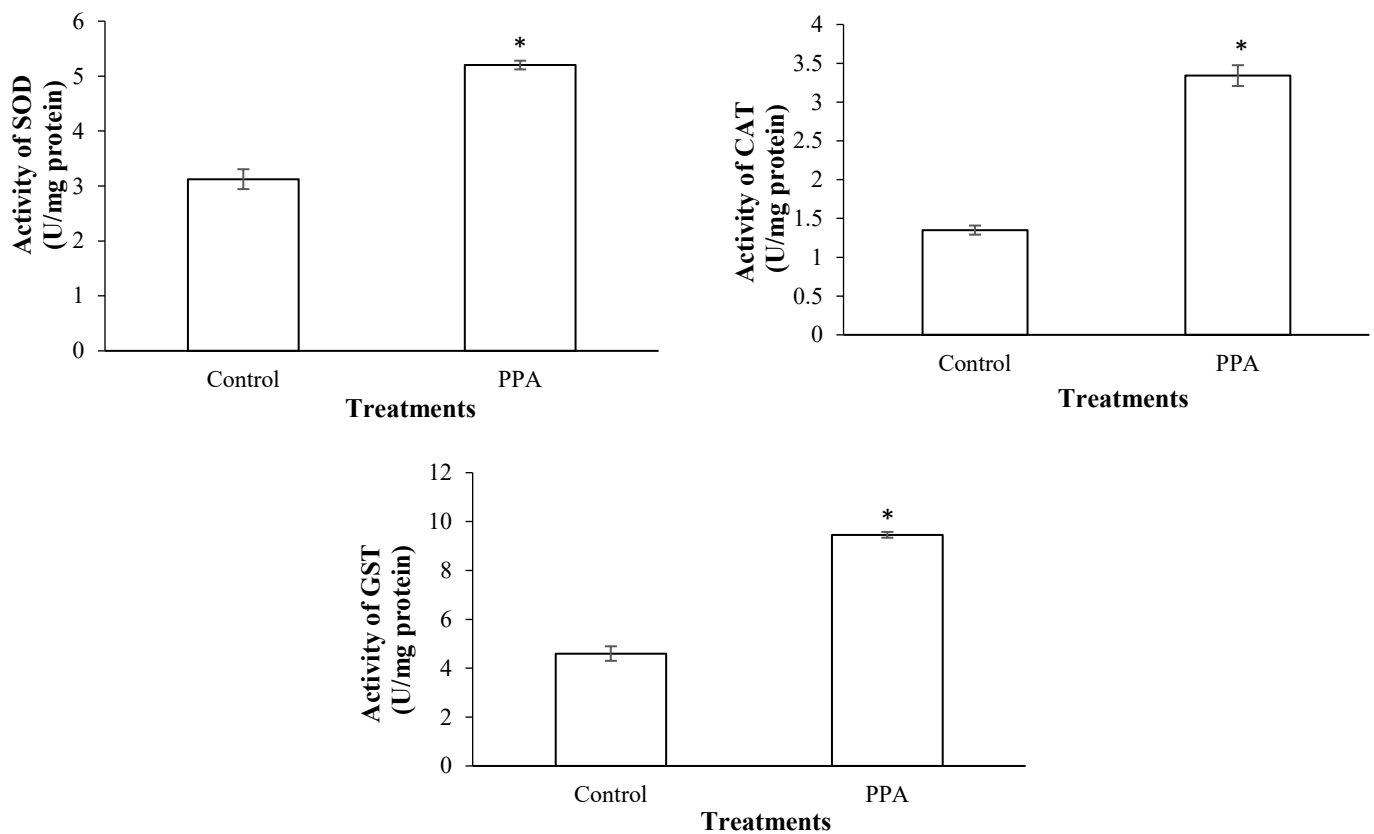 Activity of SOD
(U/mg protein)
6
5
4
3
2
1
0
*
Control
PPA
Treatments
Activity of CAT
(U/mg protein)
4
3.5
3
2.5
2
1.5
1
0.5
0
*
Control
PPA
Treatments
Activity of GST
(U/mg protein)
12
10
8
6
4
2
0
*
Control
PPA
Treatments